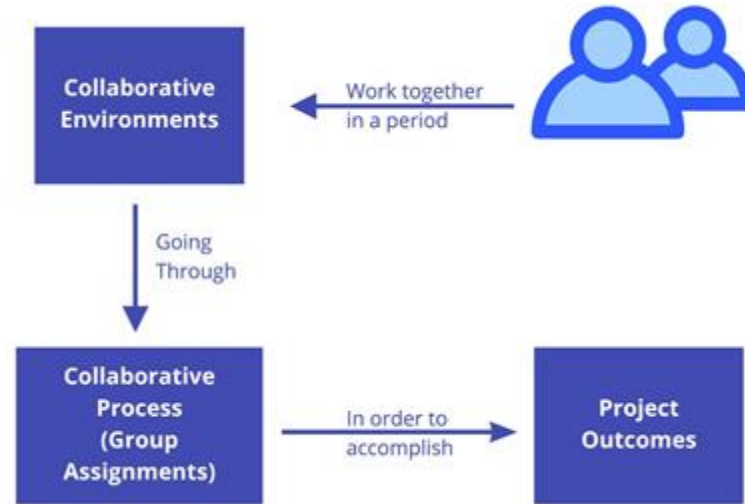 Collaborative
Environments
Work together
in a period
Going
Through
Collaborative
Process
(Group
Assignments)
In order to
accomplish
Project
Outcomes